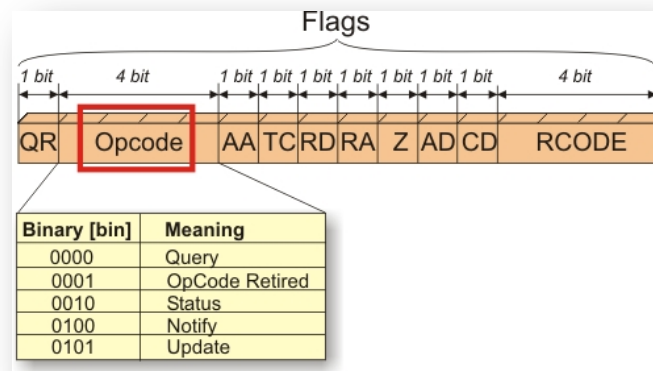 Flags
1 bit 4 bit 1 bit 1 bit 1 bit 1 bit 1 bit 1 bit 1 bit 4 bit
QR Opcode AA TC RD RA Z AD CD RCODE
Binary [bin] Meaning
0000 Query
0001 OpCode Retired
0010 Status
0100 Notify
0101 Update